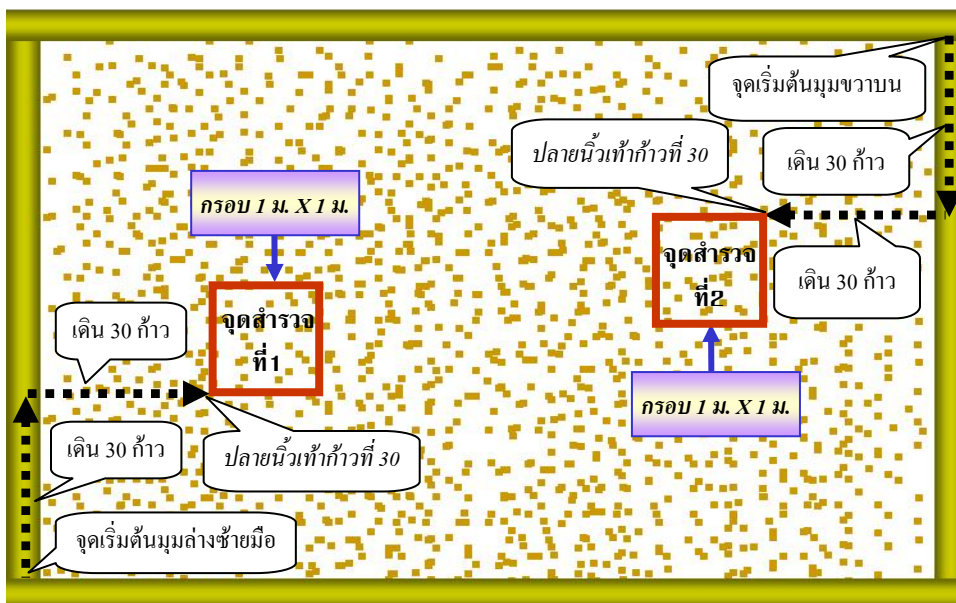 จุดเริ่มต้นมุมขวาบน
ปลายนิ้วเท้าก้าวที่ 30
เดิน 30 ก้าว
กรอบ 1 ม. X 1 ม.
จุดสำรวจ
ที่2
เดิน 30 ก้าว
จุดสำรวจ
ที่1
เดิน 30 ก้าว
กรอบ 1 ม. X 1 ม.
เดิน 30 ก้าว
ปลายนิ้วเท้าก้าวที่ 30
จุดเริ่มต้นมุมล่างซ้ายมือ